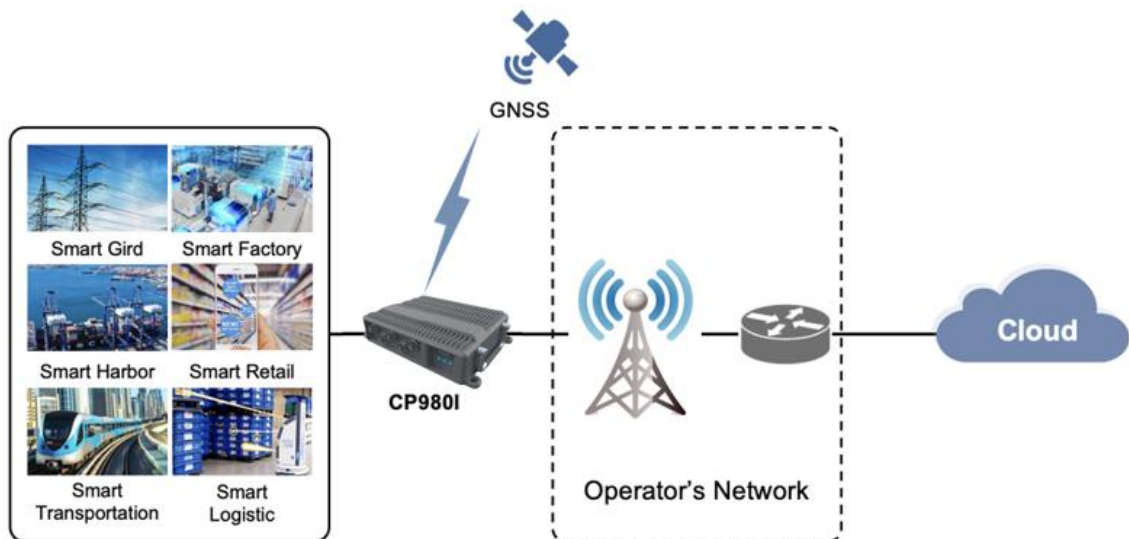 GNSS
Smart Gird
Smart Factory
Smart Harbor
Smart Retail
Smart
Transportation
Smart
Logistic
CP980I
Operator's Network
Cloud